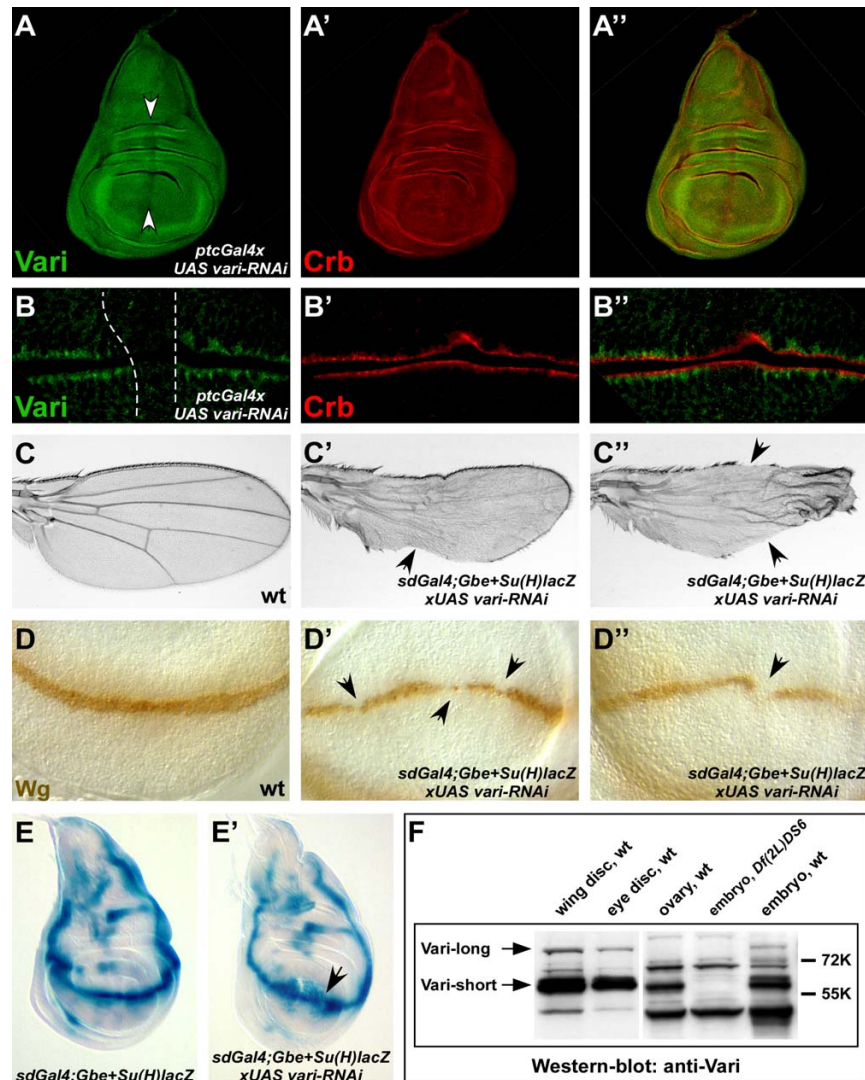 A
A'
A''
Vari
ptcGal4x
UAS vari-RNAi
Crb
B
B'
B''
Vari
ptcGal4x
UAS vari-RNAi
Crb
C
C'
C''
wt
sdGal4;Gbe+Su(H)lacZ
xUAS vari-RNAi
sdGal4;Gbe+Su(H)lacZ
xUAS vari-RNAi
D
D'
D''
Wg
wt
sdGal4;Gbe+Su(H)lacZ
xUAS vari-RNAi
sdGal4;Gbe+Su(H)lacZ
xUAS vari-RNAi
E
E'
sdGal4;Gbe+Su(H)lacZ
sdGal4;Gbe+Su(H)lacZ
xUAS vari-RNAi
F
wing disc, wt
eye disc, wt
ovary, wt
embryo, Df(2L)DS6
embryo, wt
Vari-long
Vari-short
72K
55K
Western-blot: anti-Vari